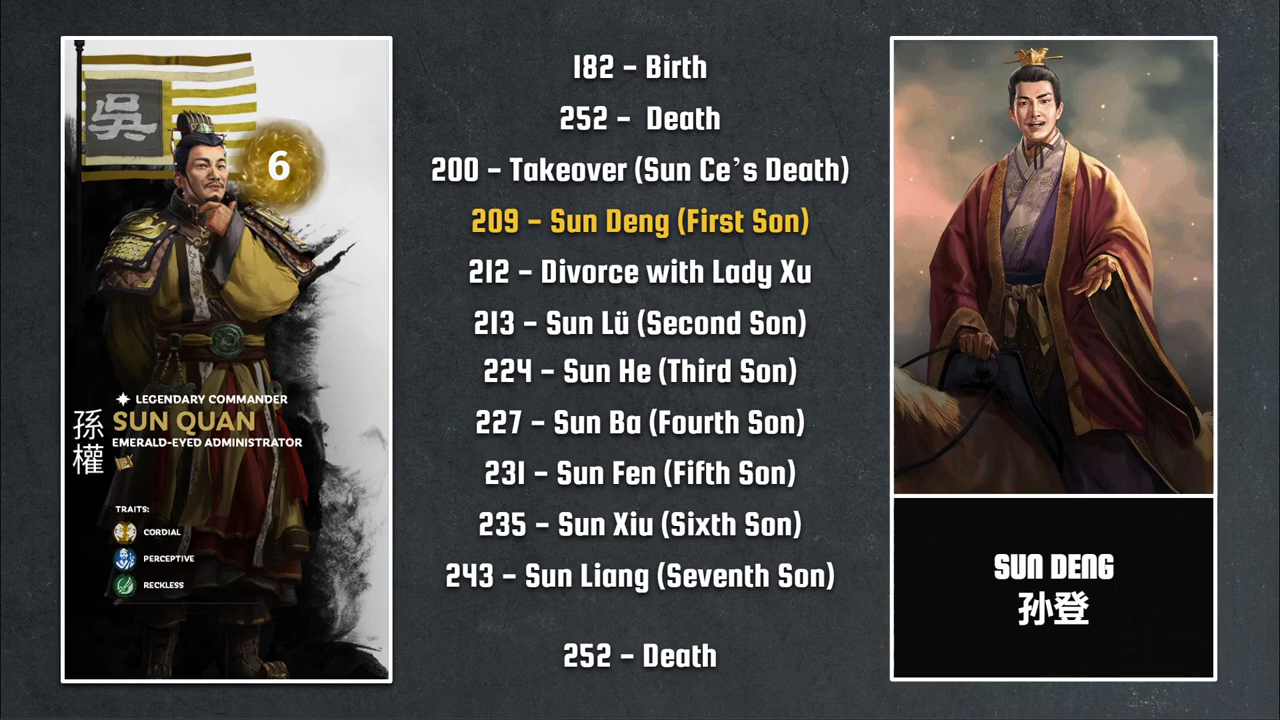 吳
6
LEGENDARY COMMANDER
孫權
SUN QUAN
EMERALD-EYED ADMINISTRATOR
TRAITS:
CORDIAL
PERCEPTIVE
RECKLESS
182 – Birth
252 – Death
200 – Takeover (Sun Ce’s Death)
209 – Sun Deng (First Son)
212 – Divorce with Lady Xu
213 – Sun Lü (Second Son)
224 – Sun He (Third Son)
227 – Sun Ba (Fourth Son)
231 – Sun Fen (Fifth Son)
235 – Sun Xiu (Sixth Son)
243 – Sun Liang (Seventh Son)
252 – Death
SUN DENG
孙登